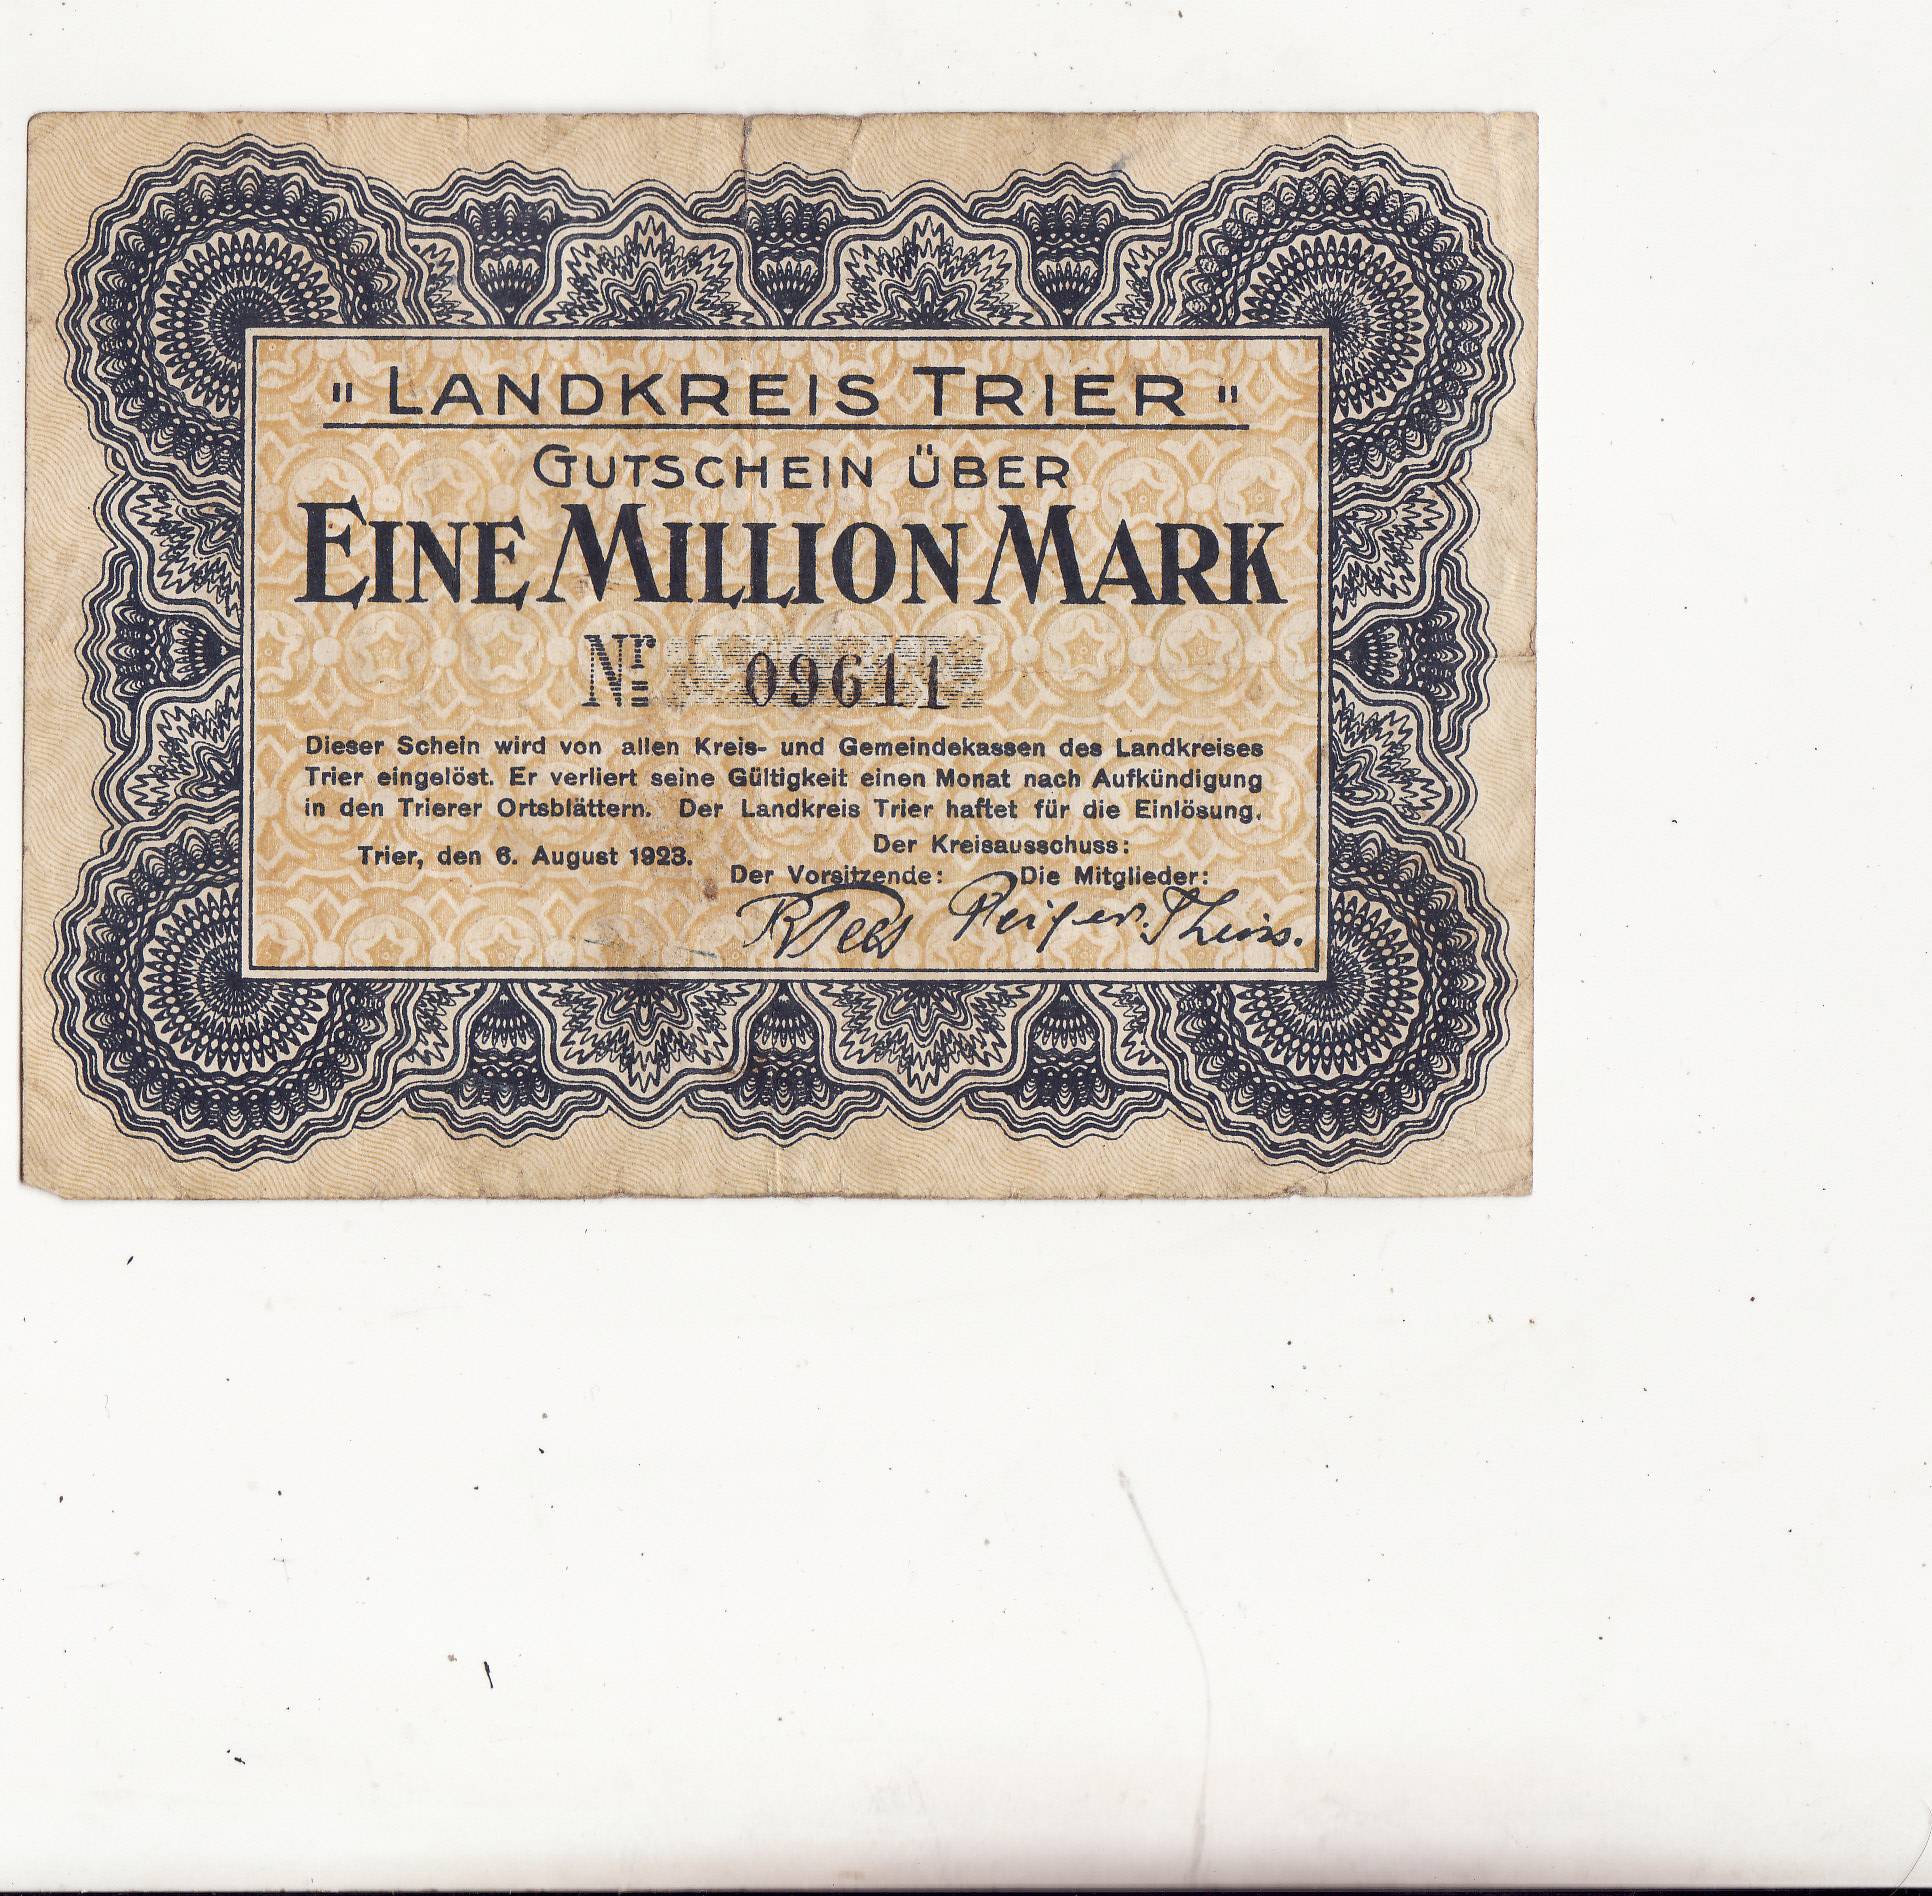 "LANDKREIS TRIER"
GUTSCHEIN ÜBER
EINE MILLION MARK
Nr 09611
Dieser Schein wird von allen Kreis- und Gemeindekassen des Landkreises
Trier eingelöst. Er verliert seine Gültigkeit einen Monat nach Aufkündigung
in den Trierer Ortsblättern. Der Landkreis Trier haftet für die Einlösung.
Der Kreisausschuss:
Trier, den 6. August 1923.
Der Vorsitzende: Die Mitglieder: